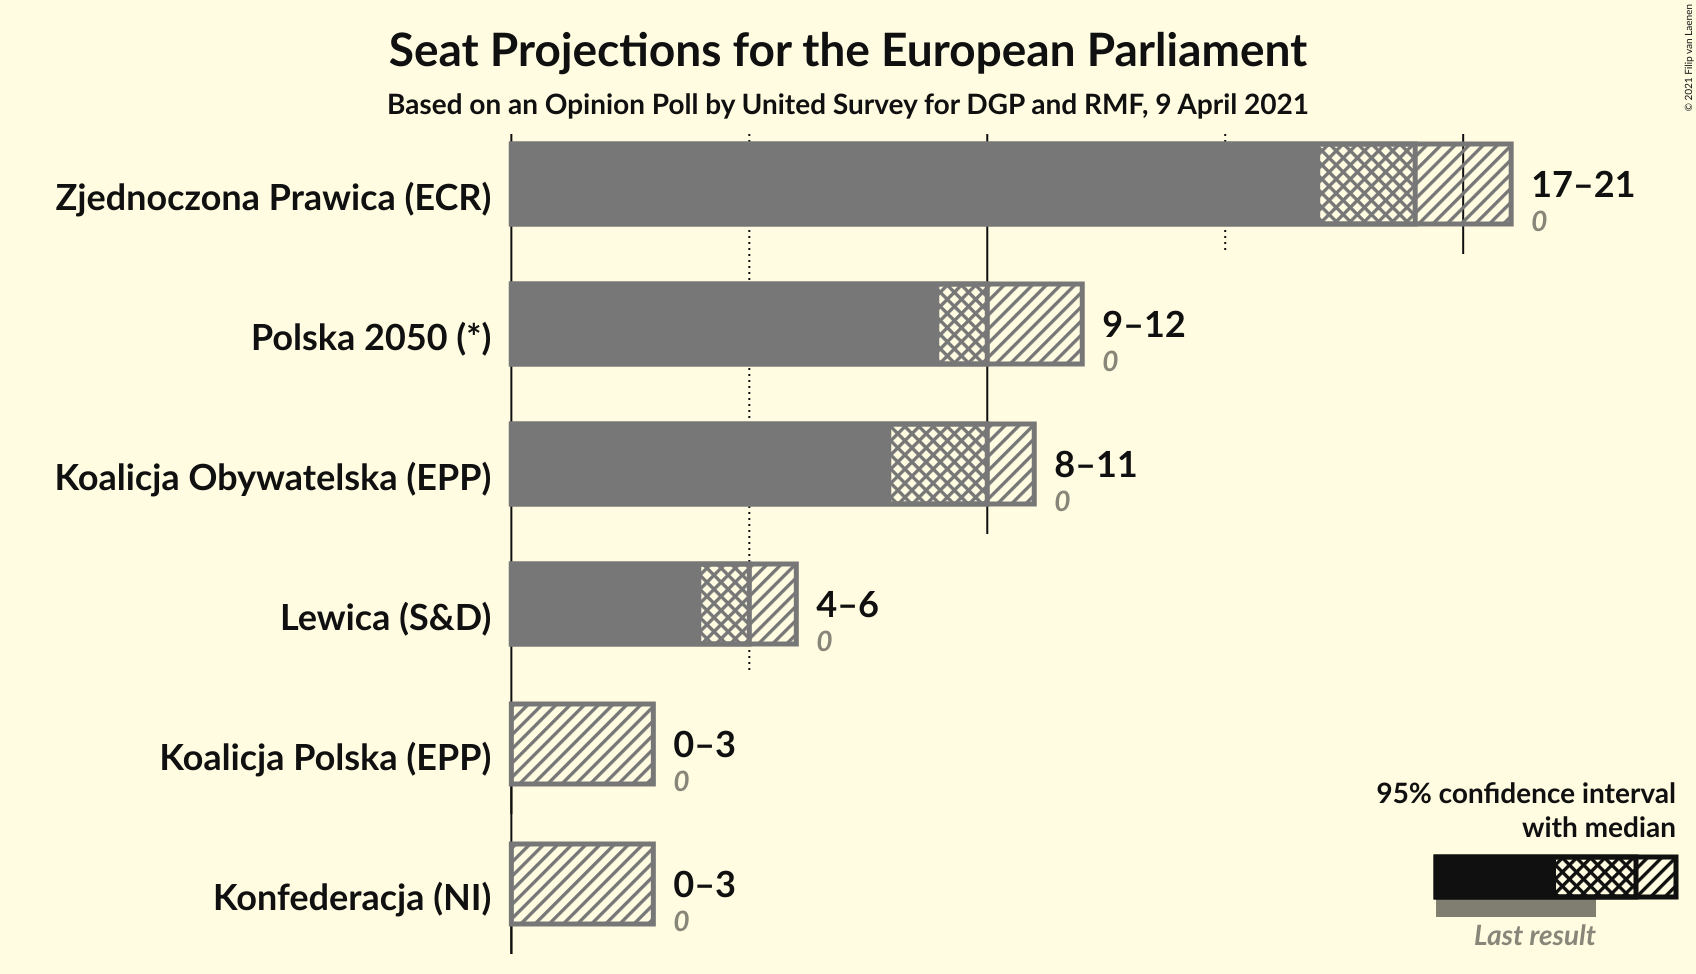 Seat Projections for the European Parliament
Based on an Opinion Poll by United Survey for DGP and RMF, 9 April 2021
© 2021 Filip van Laenen
Zjednoczona Prawica (ECR)
17–21
0
Polska 2050 (*)
9–12
0
Koalicja Obywatelska (EPP)
8–11
0
Lewica (S&D)
4–6
0
Koalicja Polska (EPP)
0–3
0
Konfederacja (NI)
0–3
0
95% confidence interval
with median
Last result